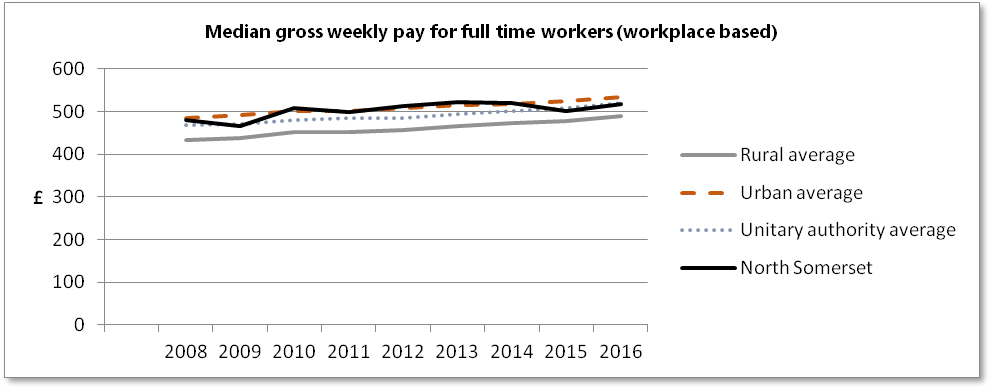 Median gross weekly pay for full time workers (workplace based)
600
500
400
300
200
100
0
£
2008 2009 2010 2011 2012 2013 2014 2015 2016
Rural average
Urban average
Unitary authority average
North Somerset